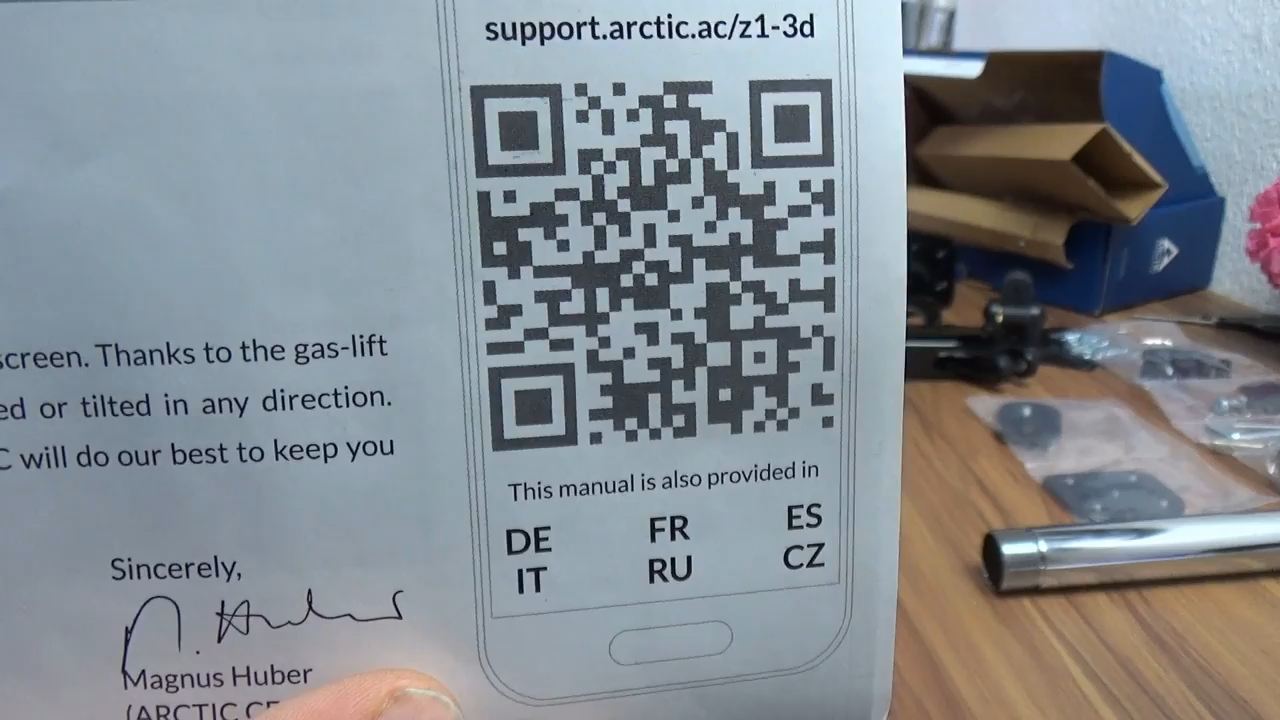 support.arctic.ac/z1-3d
screen. Thanks to the gas-lift
or tilted in any direction.
will do our best to keep you
This manual is also provided in
DE FR ES
IT RU CZ
Sincerely,
Magnus Huber
(ARCTIC